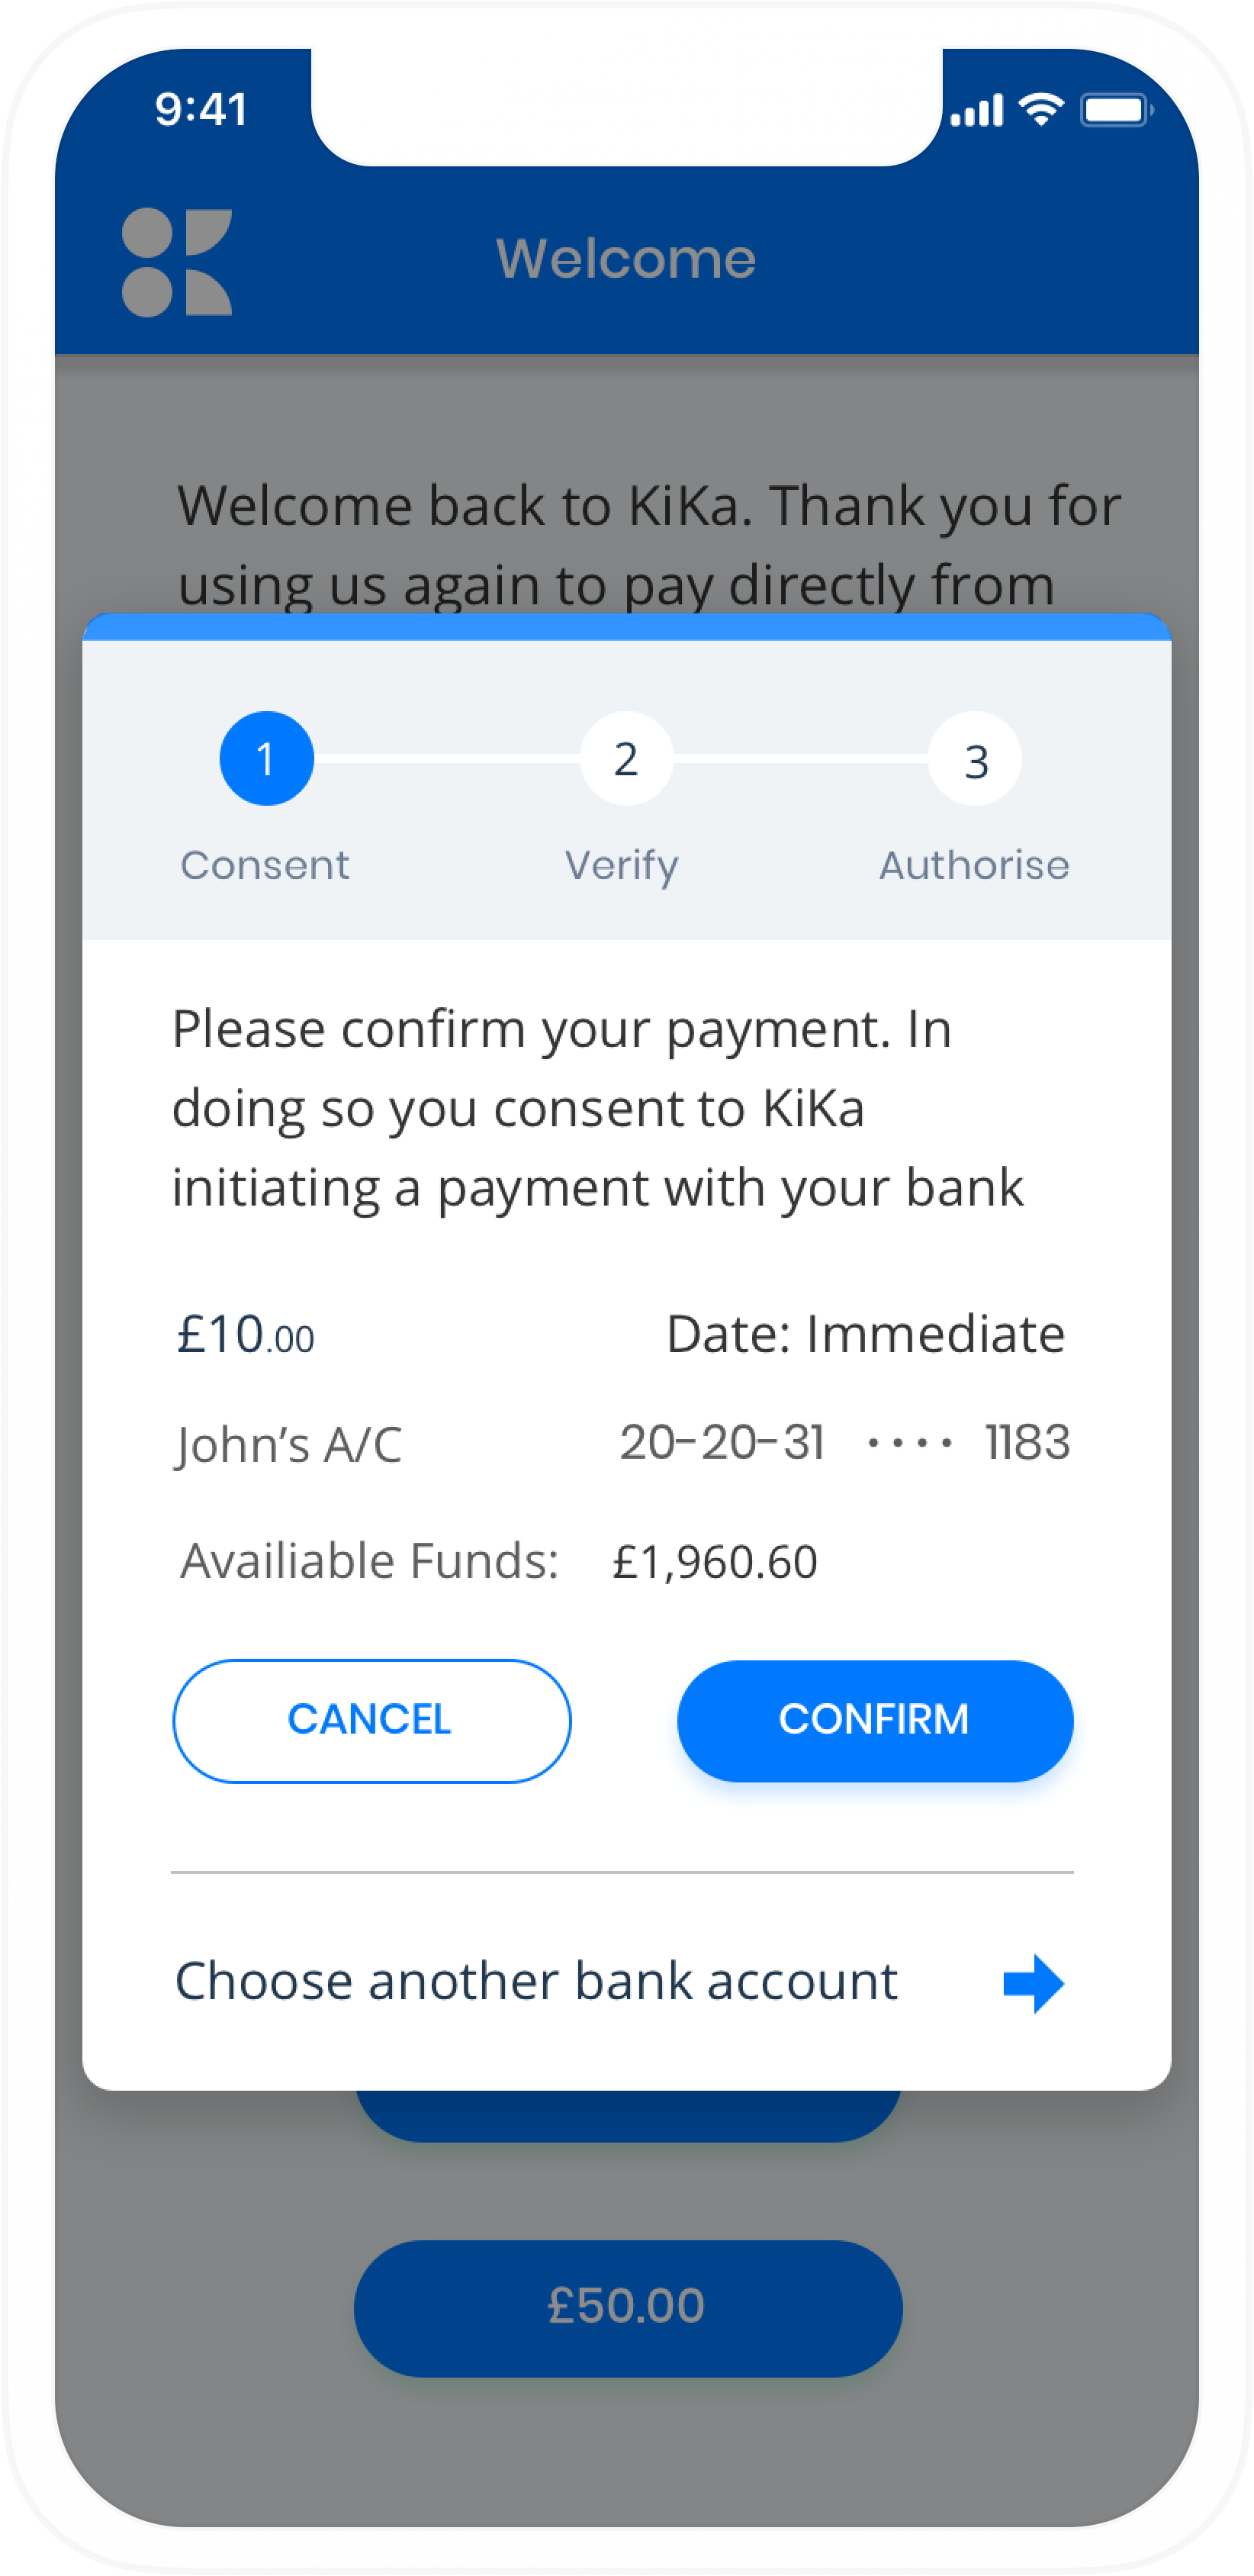 9:41
Welcome
Welcome back to KiKa. Thank you for
using us again to pay directly from
1 2 3
Consent Verify Authorise
Please confirm your payment. In
doing so you consent to KiKa
initiating a payment with your bank
£10.00 Date: Immediate
John’s A/C 20-20-31 •••• 1183
Availiable Funds: £1,960.60
CANCEL CONFIRM
Choose another bank account
£50.00